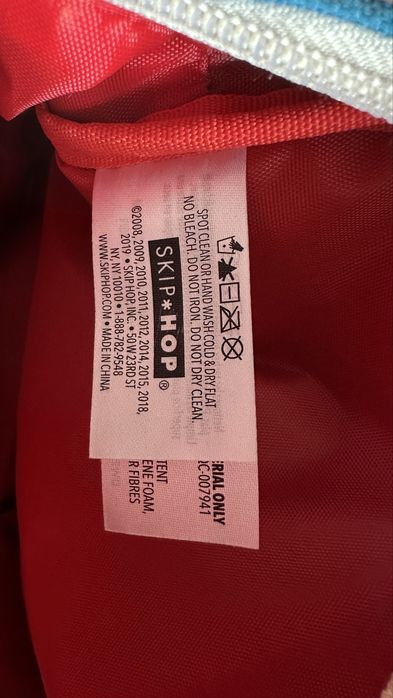 SPOT CLEAN OR HAND WASH COLD & DRY FLAT
NO BLEACH. DO NOT IRON. DO NOT DRY CLEAN.
SKIP*HOP®
©2008, 2009, 2010, 2011, 2012, 2014, 2015, 2018,
2019 • SKIP HOP, INC. • 50 W 23RD ST
NY, NY 10010 • 1-888-782-9548
WWW.SKIPHOP.COM • MADE IN CHINA
RIAL ONLY
C-007941
TENT
ENE FOAM,
R FIBRES